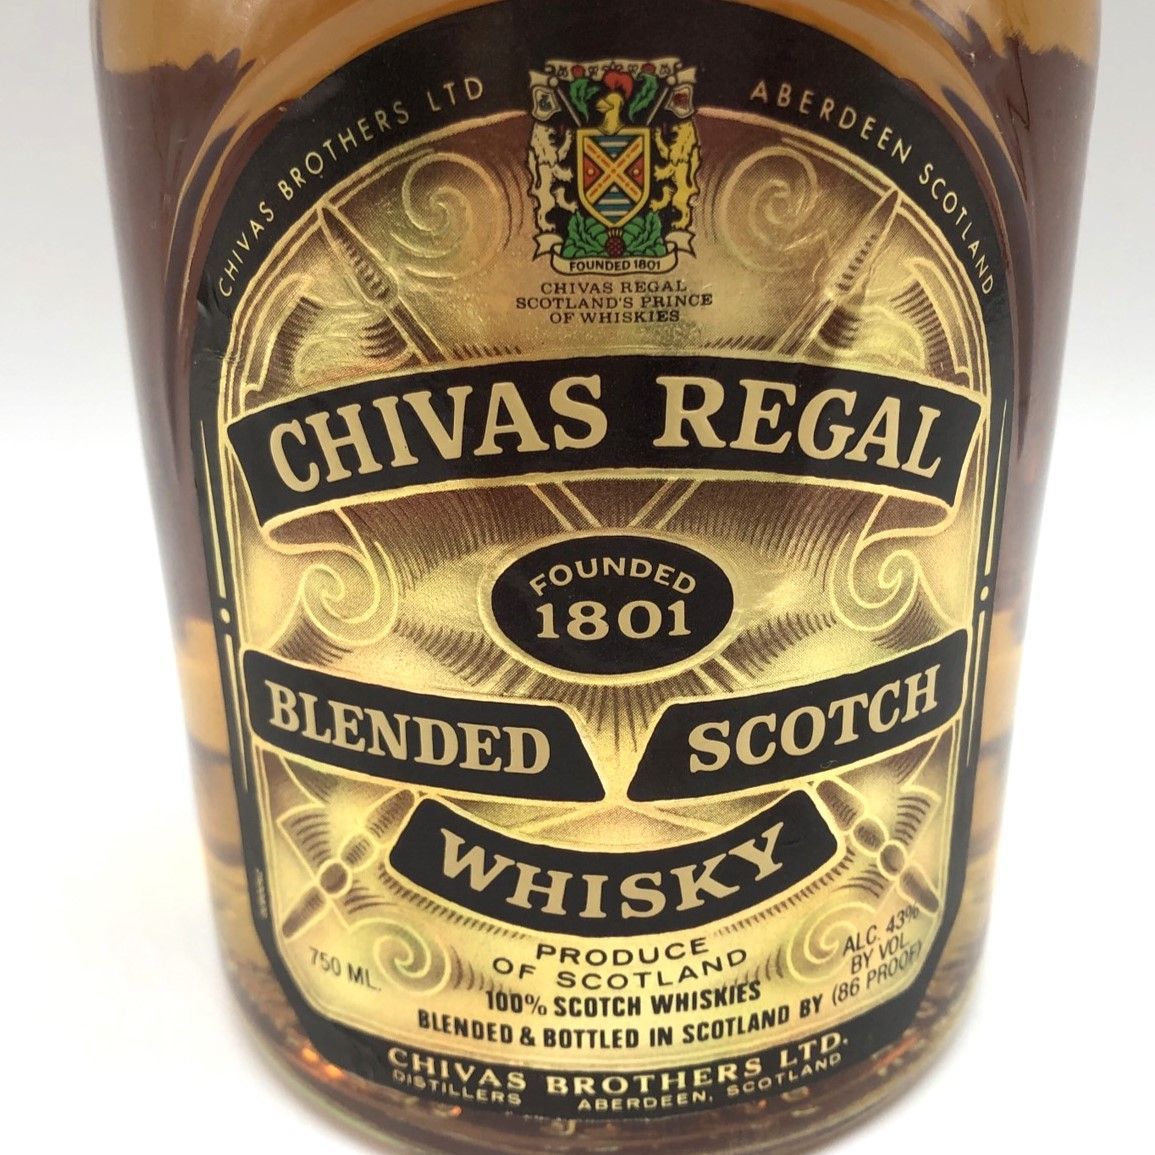 CHIVAS BROTHERS LTD ABERDEEN SCOTLAND
FOUNDED 1801
CHIVAS REGAL
SCOTLAND'S PRINCE
OF WHISKIES
CHIVAS REGAL
FOUNDED
1801
BLENDED SCOTCH
WHISKY
750 ML.
PRODUCE
OF SCOTLAND
100% SCOTCH WHISKIES
BLENDED & BOTTLED IN SCOTLAND BY
ALC. 43%
BY VOL.
(86 PROOF)
CHIVAS BROTHERS LTD.
DISTILLERS ABERDEEN, SCOTLAND